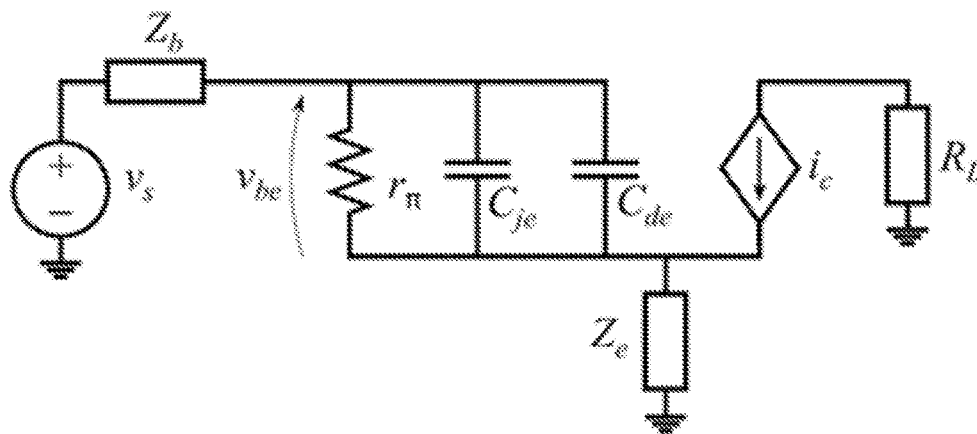 Z_b
+
−
v_s
v_be
r_π
C_je
C_de
i_c
R_L
Z_e